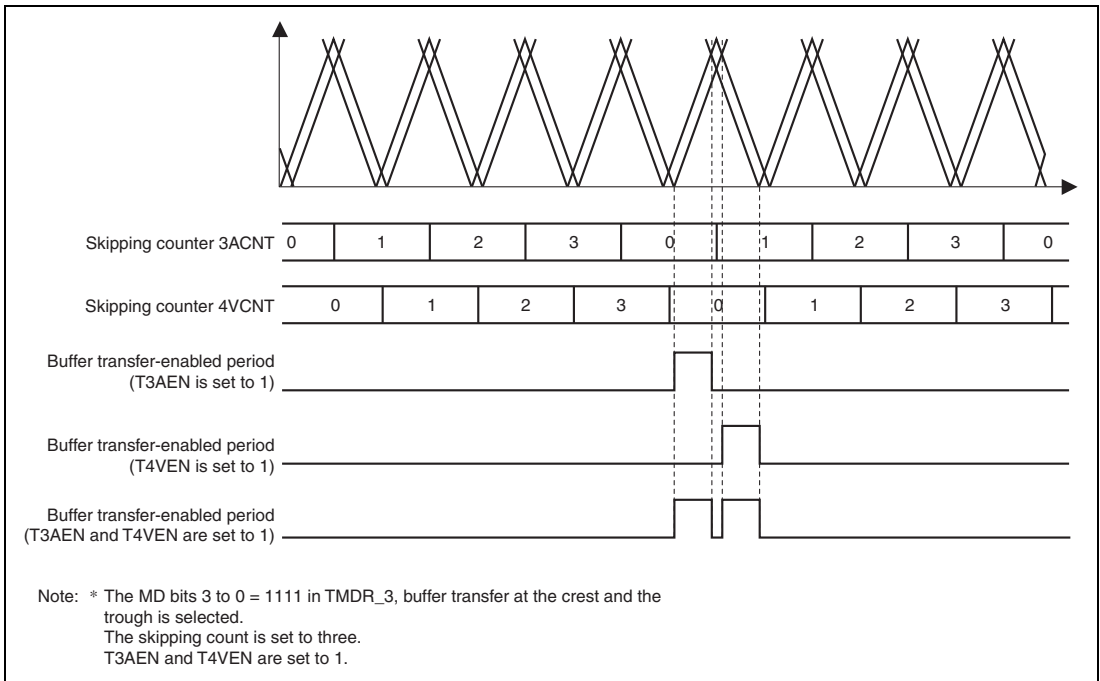 Skipping counter 3ACNT 0 1 2 3 0 1 2 3 0
Skipping counter 4VCNT 0 1 2 3 0 1 2 3
Buffer transfer-enabled period
(T3AEN is set to 1)
Buffer transfer-enabled period
(T4VEN is set to 1)
Buffer transfer-enabled period
(T3AEN and T4VEN are set to 1)
Note: * The MD bits 3 to 0 = 1111 in TMDR_3, buffer transfer at the crest and the
trough is selected.
The skipping count is set to three.
T3AEN and T4VEN are set to 1.